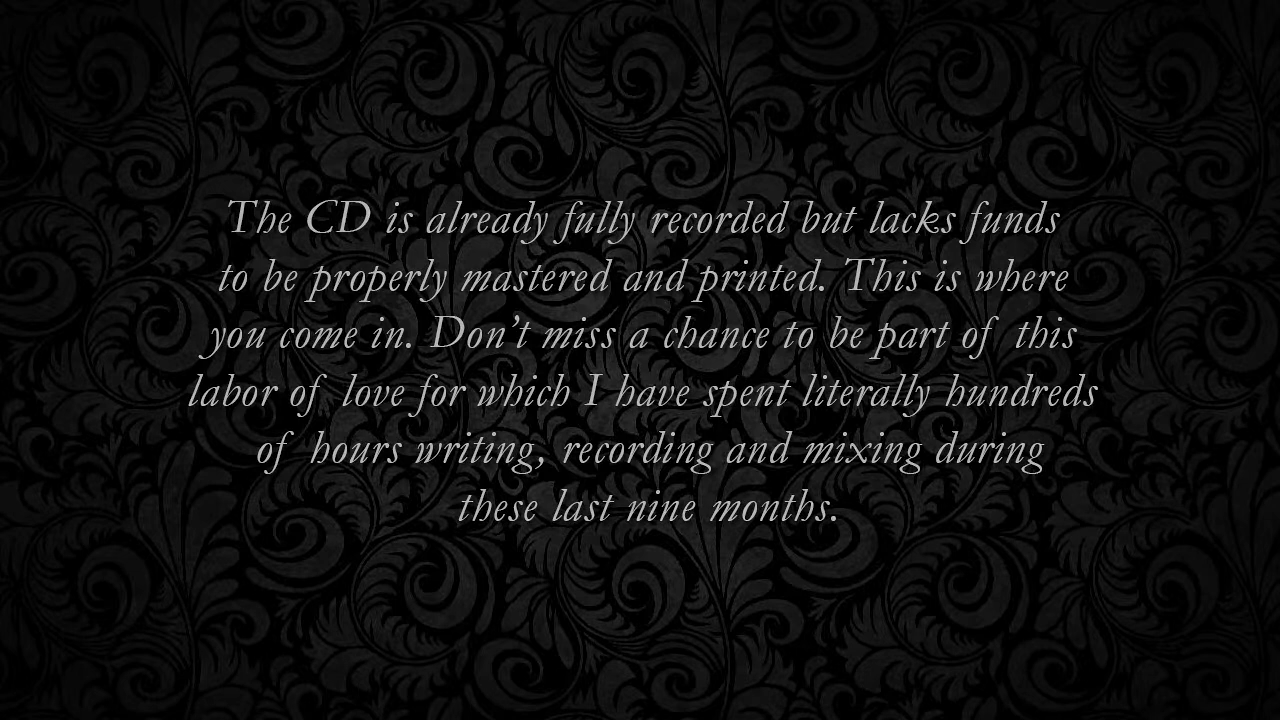 The CD is already fully recorded but lacks funds
to be properly mastered and printed. This is where
you come in. Don’t miss a chance to be part of this
labor of love for which I have spent literally hundreds
of hours writing, recording and mixing during
these last nine months.